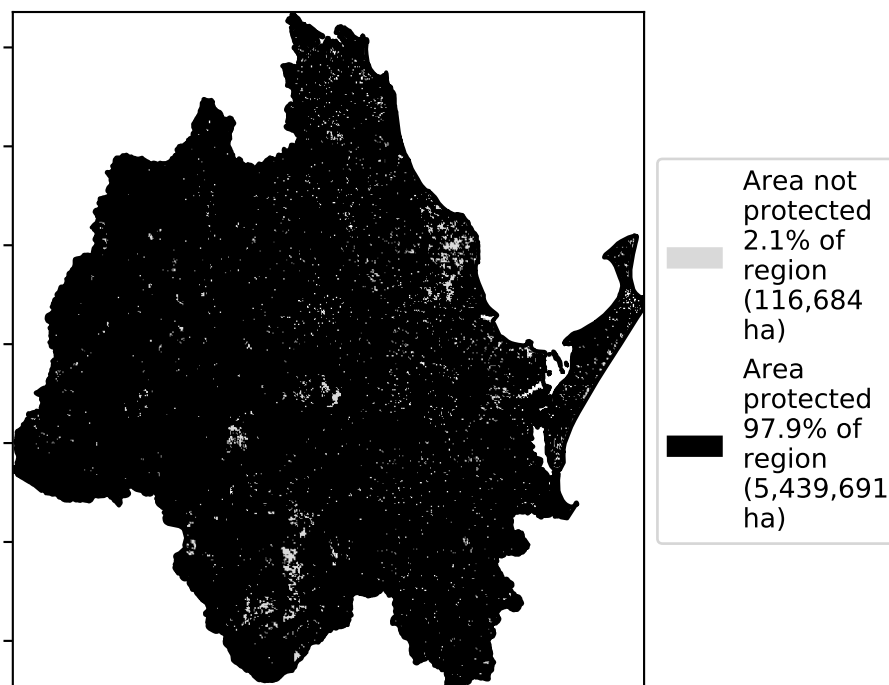 Area not
protected
2.1% of
region
(116,684
ha)
Area
protected
97.9% of
region
(5,439,691
ha)